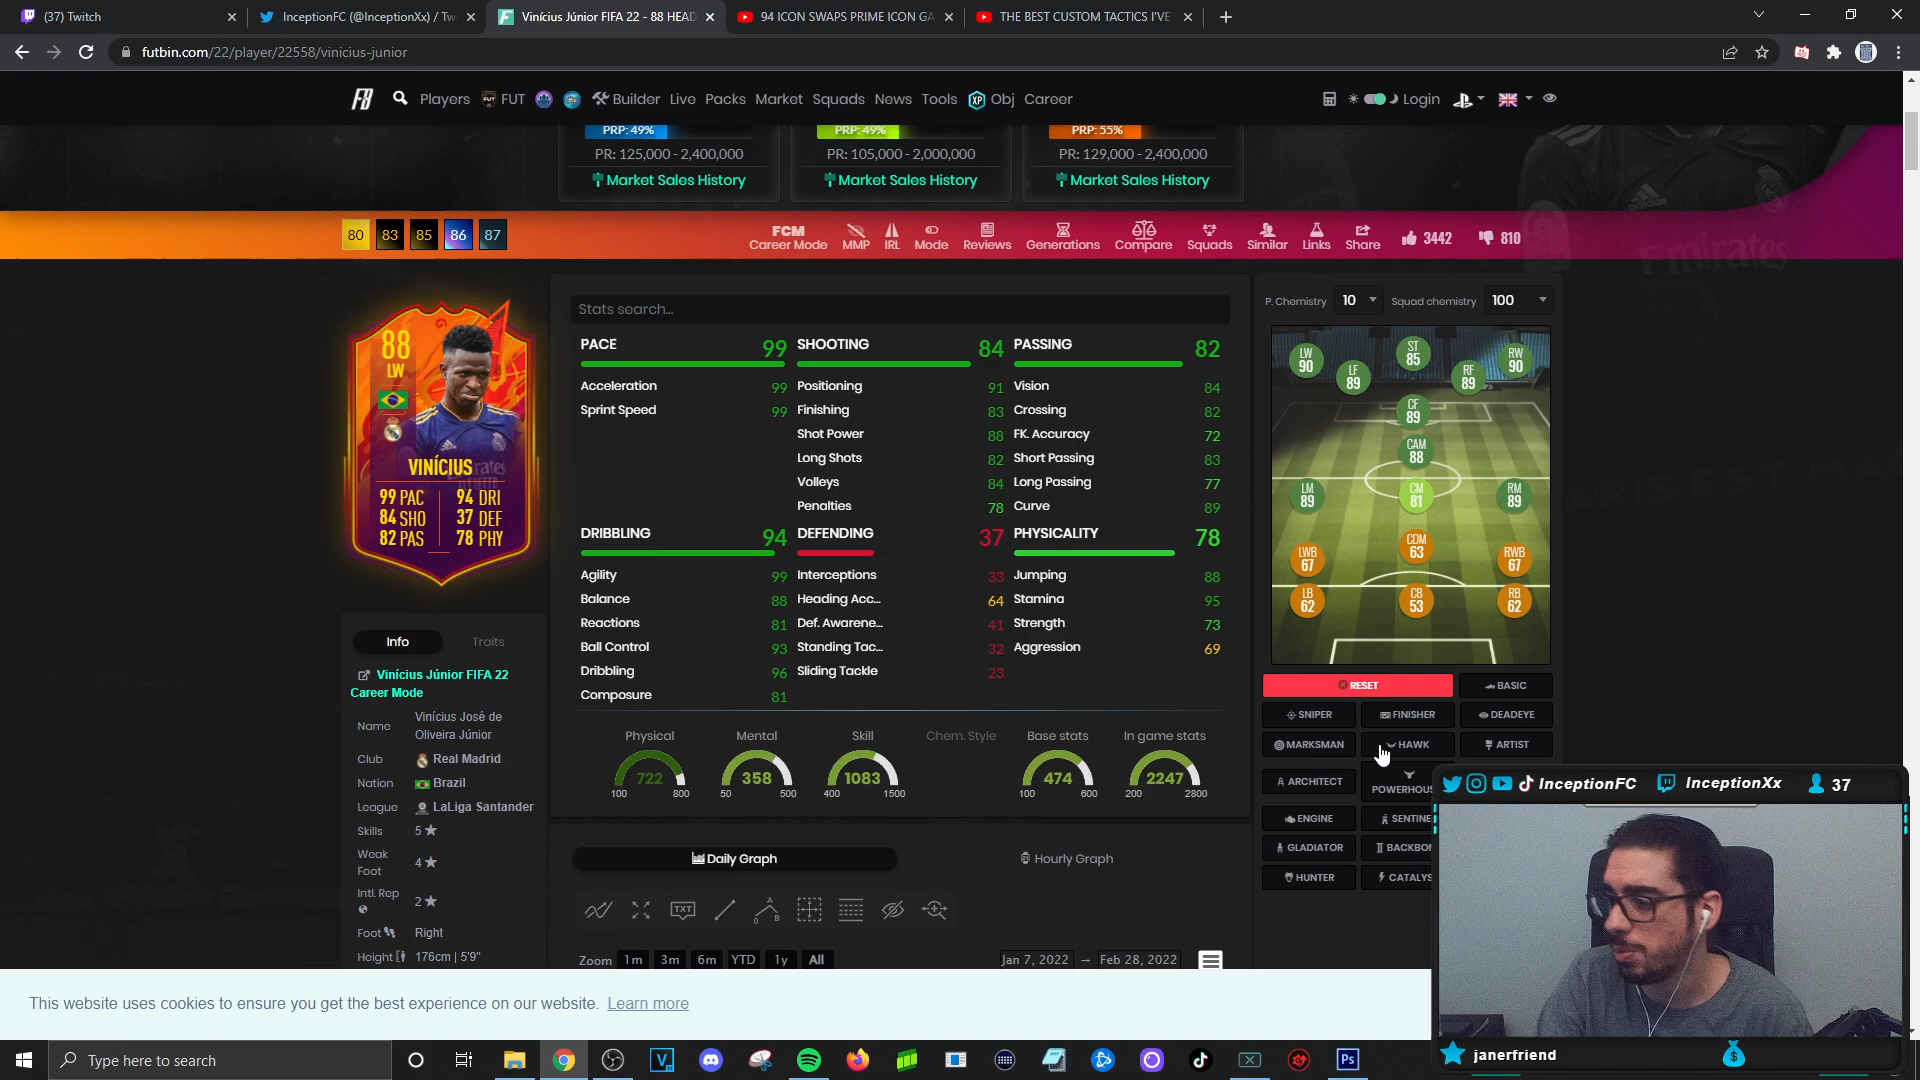 (37) Twitch
InceptionFC (@InceptionXx) / Tw
Vinícius Júnior FIFA 22 - 88 HEAD
94 ICON SWAPS PRIME ICON GA
THE BEST CUSTOM TACTICS I'VE
futbin.com/22/player/22558/vinicius-junior
Players FUT Builder Live Packs Market Squads News Tools XP Obj Career Login
PRP: 49% PRP: 49% PRP: 55%
PR: 125,000 - 2,400,000 PR: 105,000 - 2,000,000 PR: 129,000 - 2,400,000
Market Sales History Market Sales History Market Sales History
80 83 85 86 87
FCM Career Mode MMP IRL Mode Reviews Generations Compare Squads Similar Links Share 3442 810
Emirates
88
LW
VINÍCIUS
99 PAC 94 DRI
84 SHO 37 DEF
82 PAS 78 PHY
Stats search...
PACE 99 SHOOTING 84 PASSING 82
Acceleration 99 Positioning 91 Vision 84
Sprint Speed 99 Finishing 83 Crossing 82
Shot Power 88 FK. Accuracy 72
Long Shots 82 Short Passing 83
Volleys 84 Long Passing 77
Penalties 78 Curve 89
DRIBBLING 94 DEFENDING 37 PHYSICALITY 78
Agility 99 Interceptions 33 Jumping 88
Balance 88 Heading Acc... 64 Stamina 95
Reactions 81 Def. Awarene... 41 Strength 73
Ball Control 93 Standing Tac... 32 Aggression 69
Dribbling 96 Sliding Tackle 23
Composure 81
Physical Mental Skill Chem. Style Base stats In game stats
722 358 1083 474 2247
100 800 50 500 400 1500 100 600 200 2800
P. Chemistry 10 Squad chemistry 100
LW 90
LF 89
ST 85
RF 89
RW 90
CF 89
CAM 88
LM 89
CM 81
RM 89
LWB 67
CDM 63
RWB 67
LB 62
CB 53
RB 62
RESET BASIC
SNIPER FINISHER DEADEYE
MARKSMAN HAWK ARTIST
ARCHITECT POWERHOUS
ENGINE SENTINE
GLADIATOR BACKBON
HUNTER CATALYS
Info Traits
Vinícius Júnior FIFA 22
Career Mode
Name Vinícius José de
Oliveira Júnior
Club Real Madrid
Nation Brazil
League LaLiga Santander
Skills 5
Weak
Foot 4
Intl. Rep 2
Foot Right
Height 176cm | 5'9"
Daily Graph Hourly Graph
TXT
Zoom 1m 3m 6m YTD 1y All Jan 7, 2022 → Feb 28, 2022
InceptionFC InceptionXx 37
janerfriend
This website uses cookies to ensure you get the best experience on our website. Learn more
Type here to search
Ps